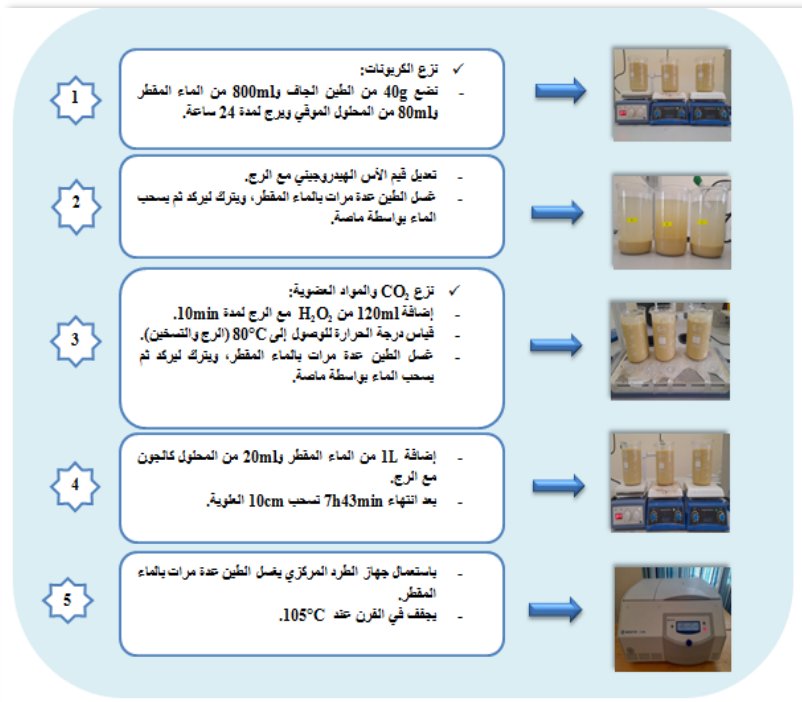 1
✓ نزع الكربونات:
- نضع 40g من الطين الجاف و800ml من الماء المقطر
و80ml من المحلول الموقي ويرج لمدة 24 ساعة.
2
- تعديل قيم الأس الهيدروجيني مع الرج.
- غسل الطين عدة مرات بالماء المقطر، ويترك ليركد ثم يسحب
الماء بواسطة ماصة.
3
✓ نزع CO₂ والمواد العضوية:
- إضافة 120ml من H₂O₂ مع الرج لمدة 10min.
- قياس درجة الحرارة للوصول إلى 80°C (الرج والتسخين).
- غسل الطين عدة مرات بالماء المقطر، ويترك ليركد ثم
يسحب الماء بواسطة ماصة.
4
- إضافة 1L من الماء المقطر و20ml من المحلول كالجون
مع الرج.
- بعد انتهاء 7h43min نسحب 10cm العلوية.
5
- باستعمال جهاز الطرد المركزي يغسل الطين عدة مرات بالماء
المقطر.
- يجفف في الفرن عند 105°C.